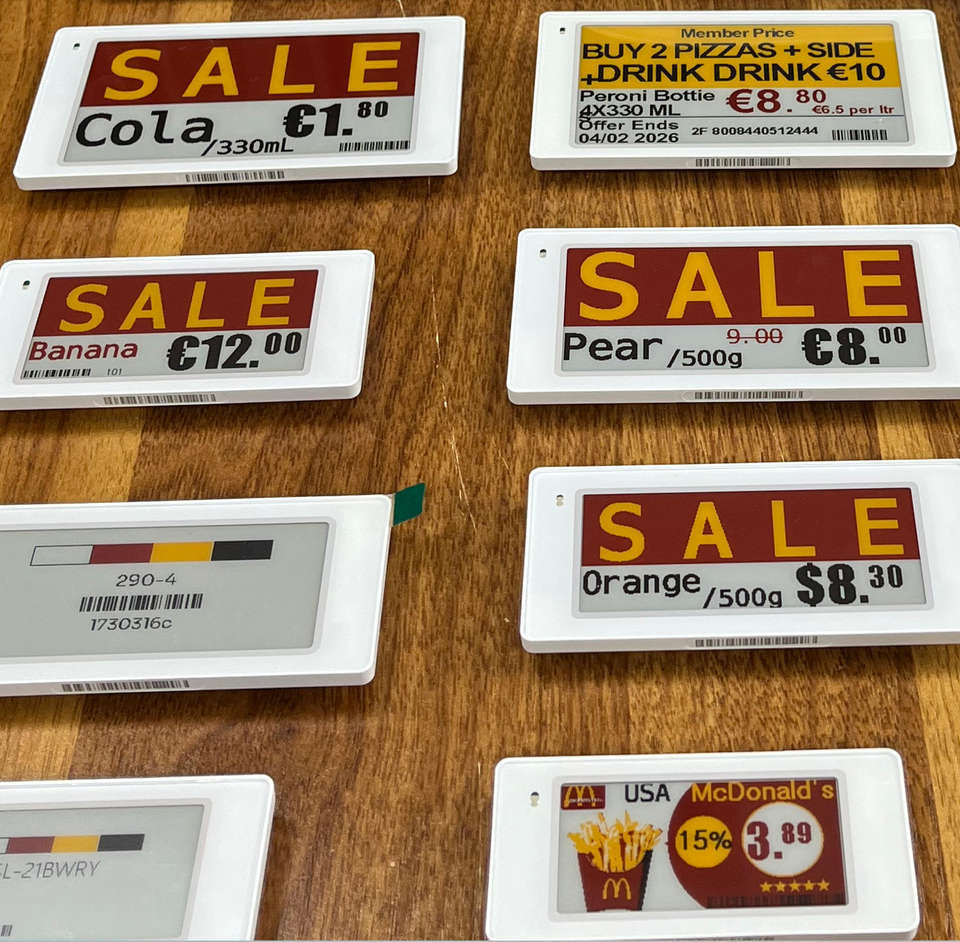 SALE
Cola/330mL €1.80
Member Price
BUY 2 PIZZAS + SIDE
+DRINK DRINK €10
Peroni Bottie
4X330 ML
€8.80
€6.5 per ltr
Offer Ends
04/02 2026
2F 8008440512444
SALE
Banana €12.00
101
SALE
Pear/500g 9.00 €8.00
290-4
1730316c
SALE
Orange/500g $8.30
L-21BWRY
USA McDonald's
15% 3.89